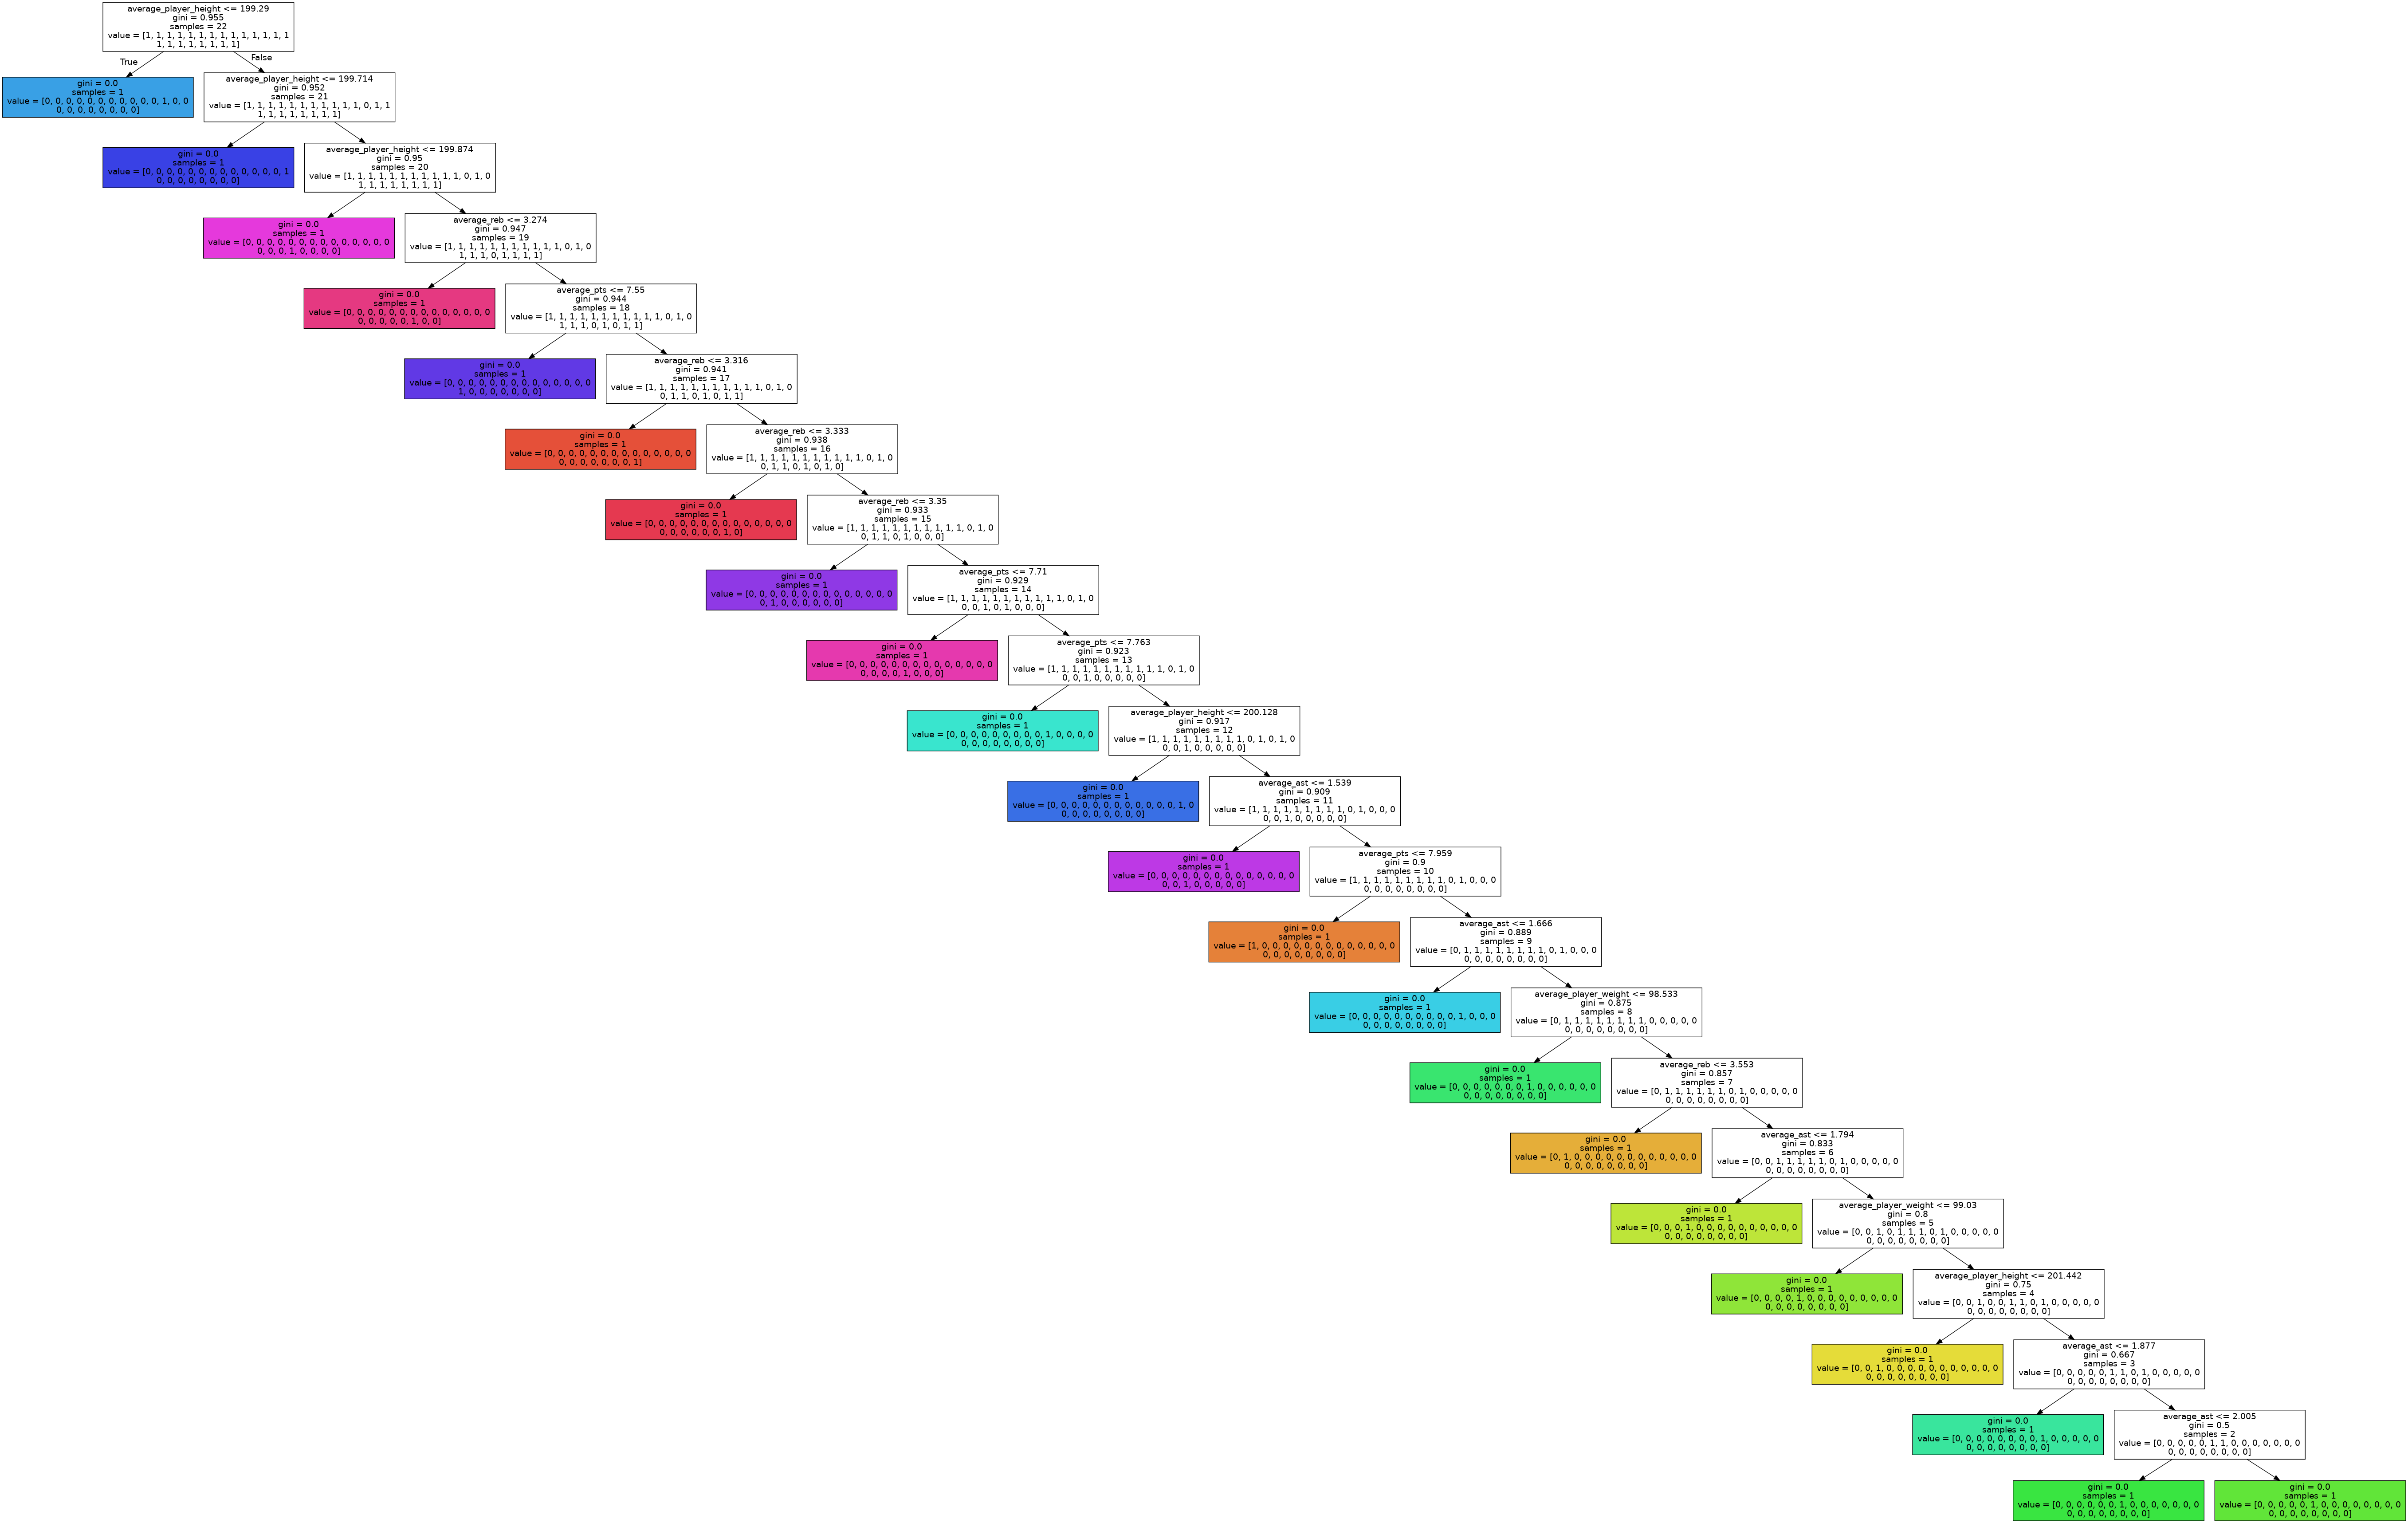 average_player_height <= 199.29
gini = 0.955
samples = 22
value = [1, 1, 1, 1, 1, 1, 1, 1, 1, 1, 1, 1, 1, 1
1, 1, 1, 1, 1, 1, 1, 1]
True
False
gini = 0.0
samples = 1
value = [0, 0, 0, 0, 0, 0, 0, 0, 0, 0, 0, 1, 0, 0
0, 0, 0, 0, 0, 0, 0, 0]
average_player_height <= 199.714
gini = 0.952
samples = 21
value = [1, 1, 1, 1, 1, 1, 1, 1, 1, 1, 1, 0, 1, 1
1, 1, 1, 1, 1, 1, 1, 1]
gini = 0.0
samples = 1
value = [0, 0, 0, 0, 0, 0, 0, 0, 0, 0, 0, 0, 0, 1
0, 0, 0, 0, 0, 0, 0, 0]
average_player_height <= 199.874
gini = 0.95
samples = 20
value = [1, 1, 1, 1, 1, 1, 1, 1, 1, 1, 1, 0, 1, 0
1, 1, 1, 1, 1, 1, 1, 1]
gini = 0.0
samples = 1
value = [0, 0, 0, 0, 0, 0, 0, 0, 0, 0, 0, 0, 0, 0
0, 0, 0, 1, 0, 0, 0, 0]
average_reb <= 3.274
gini = 0.947
samples = 19
value = [1, 1, 1, 1, 1, 1, 1, 1, 1, 1, 1, 0, 1, 0
1, 1, 1, 0, 1, 1, 1, 1]
gini = 0.0
samples = 1
value = [0, 0, 0, 0, 0, 0, 0, 0, 0, 0, 0, 0, 0, 0
0, 0, 0, 0, 0, 1, 0, 0]
average_pts <= 7.55
gini = 0.944
samples = 18
value = [1, 1, 1, 1, 1, 1, 1, 1, 1, 1, 1, 0, 1, 0
1, 1, 1, 0, 1, 0, 1, 1]
gini = 0.0
samples = 1
value = [0, 0, 0, 0, 0, 0, 0, 0, 0, 0, 0, 0, 0, 0
1, 0, 0, 0, 0, 0, 0, 0]
average_reb <= 3.316
gini = 0.941
samples = 17
value = [1, 1, 1, 1, 1, 1, 1, 1, 1, 1, 1, 0, 1, 0
0, 1, 1, 0, 1, 0, 1, 1]
gini = 0.0
samples = 1
value = [0, 0, 0, 0, 0, 0, 0, 0, 0, 0, 0, 0, 0, 0
0, 0, 0, 0, 0, 0, 0, 1]
average_reb <= 3.333
gini = 0.938
samples = 16
value = [1, 1, 1, 1, 1, 1, 1, 1, 1, 1, 1, 0, 1, 0
0, 1, 1, 0, 1, 0, 1, 0]
gini = 0.0
samples = 1
value = [0, 0, 0, 0, 0, 0, 0, 0, 0, 0, 0, 0, 0, 0
0, 0, 0, 0, 0, 0, 1, 0]
average_reb <= 3.35
gini = 0.933
samples = 15
value = [1, 1, 1, 1, 1, 1, 1, 1, 1, 1, 1, 0, 1, 0
0, 1, 1, 0, 1, 0, 0, 0]
gini = 0.0
samples = 1
value = [0, 0, 0, 0, 0, 0, 0, 0, 0, 0, 0, 0, 0, 0
0, 1, 0, 0, 0, 0, 0, 0]
average_pts <= 7.71
gini = 0.929
samples = 14
value = [1, 1, 1, 1, 1, 1, 1, 1, 1, 1, 1, 0, 1, 0
0, 0, 1, 0, 1, 0, 0, 0]
gini = 0.0
samples = 1
value = [0, 0, 0, 0, 0, 0, 0, 0, 0, 0, 0, 0, 0, 0
0, 0, 0, 0, 1, 0, 0, 0]
average_pts <= 7.763
gini = 0.923
samples = 13
value = [1, 1, 1, 1, 1, 1, 1, 1, 1, 1, 1, 0, 1, 0
0, 0, 1, 0, 0, 0, 0, 0]
gini = 0.0
samples = 1
value = [0, 0, 0, 0, 0, 0, 0, 0, 0, 1, 0, 0, 0, 0
0, 0, 0, 0, 0, 0, 0, 0]
average_player_height <= 200.128
gini = 0.917
samples = 12
value = [1, 1, 1, 1, 1, 1, 1, 1, 1, 0, 1, 0, 1, 0
0, 0, 1, 0, 0, 0, 0, 0]
gini = 0.0
samples = 1
value = [0, 0, 0, 0, 0, 0, 0, 0, 0, 0, 0, 0, 1, 0
0, 0, 0, 0, 0, 0, 0, 0]
average_ast <= 1.539
gini = 0.909
samples = 11
value = [1, 1, 1, 1, 1, 1, 1, 1, 1, 0, 1, 0, 0, 0
0, 0, 1, 0, 0, 0, 0, 0]
gini = 0.0
samples = 1
value = [0, 0, 0, 0, 0, 0, 0, 0, 0, 0, 0, 0, 0, 0
0, 0, 1, 0, 0, 0, 0, 0]
average_pts <= 7.959
gini = 0.9
samples = 10
value = [1, 1, 1, 1, 1, 1, 1, 1, 1, 0, 1, 0, 0, 0
0, 0, 0, 0, 0, 0, 0, 0]
gini = 0.0
samples = 1
value = [1, 0, 0, 0, 0, 0, 0, 0, 0, 0, 0, 0, 0, 0
0, 0, 0, 0, 0, 0, 0, 0]
average_ast <= 1.666
gini = 0.889
samples = 9
value = [0, 1, 1, 1, 1, 1, 1, 1, 1, 0, 1, 0, 0, 0
0, 0, 0, 0, 0, 0, 0, 0]
gini = 0.0
samples = 1
value = [0, 0, 0, 0, 0, 0, 0, 0, 0, 0, 1, 0, 0, 0
0, 0, 0, 0, 0, 0, 0, 0]
average_player_weight <= 98.533
gini = 0.875
samples = 8
value = [0, 1, 1, 1, 1, 1, 1, 1, 1, 0, 0, 0, 0, 0
0, 0, 0, 0, 0, 0, 0, 0]
gini = 0.0
samples = 1
value = [0, 0, 0, 0, 0, 0, 0, 1, 0, 0, 0, 0, 0, 0
0, 0, 0, 0, 0, 0, 0, 0]
average_reb <= 3.553
gini = 0.857
samples = 7
value = [0, 1, 1, 1, 1, 1, 1, 0, 1, 0, 0, 0, 0, 0
0, 0, 0, 0, 0, 0, 0, 0]
gini = 0.0
samples = 1
value = [0, 1, 0, 0, 0, 0, 0, 0, 0, 0, 0, 0, 0, 0
0, 0, 0, 0, 0, 0, 0, 0]
average_ast <= 1.794
gini = 0.833
samples = 6
value = [0, 0, 1, 1, 1, 1, 1, 0, 1, 0, 0, 0, 0, 0
0, 0, 0, 0, 0, 0, 0, 0]
gini = 0.0
samples = 1
value = [0, 0, 0, 1, 0, 0, 0, 0, 0, 0, 0, 0, 0, 0
0, 0, 0, 0, 0, 0, 0, 0]
average_player_weight <= 99.03
gini = 0.8
samples = 5
value = [0, 0, 1, 0, 1, 1, 1, 0, 1, 0, 0, 0, 0, 0
0, 0, 0, 0, 0, 0, 0, 0]
gini = 0.0
samples = 1
value = [0, 0, 0, 0, 1, 0, 0, 0, 0, 0, 0, 0, 0, 0
0, 0, 0, 0, 0, 0, 0, 0]
average_player_height <= 201.442
gini = 0.75
samples = 4
value = [0, 0, 1, 0, 0, 1, 1, 0, 1, 0, 0, 0, 0, 0
0, 0, 0, 0, 0, 0, 0, 0]
gini = 0.0
samples = 1
value = [0, 0, 1, 0, 0, 0, 0, 0, 0, 0, 0, 0, 0, 0
0, 0, 0, 0, 0, 0, 0, 0]
average_ast <= 1.877
gini = 0.667
samples = 3
value = [0, 0, 0, 0, 0, 1, 1, 0, 1, 0, 0, 0, 0, 0
0, 0, 0, 0, 0, 0, 0, 0]
gini = 0.0
samples = 1
value = [0, 0, 0, 0, 0, 0, 0, 0, 1, 0, 0, 0, 0, 0
0, 0, 0, 0, 0, 0, 0, 0]
average_ast <= 2.005
gini = 0.5
samples = 2
value = [0, 0, 0, 0, 0, 1, 1, 0, 0, 0, 0, 0, 0, 0
0, 0, 0, 0, 0, 0, 0, 0]
gini = 0.0
samples = 1
value = [0, 0, 0, 0, 0, 0, 1, 0, 0, 0, 0, 0, 0, 0
0, 0, 0, 0, 0, 0, 0, 0]
gini = 0.0
samples = 1
value = [0, 0, 0, 0, 0, 1, 0, 0, 0, 0, 0, 0, 0, 0
0, 0, 0, 0, 0, 0, 0, 0]